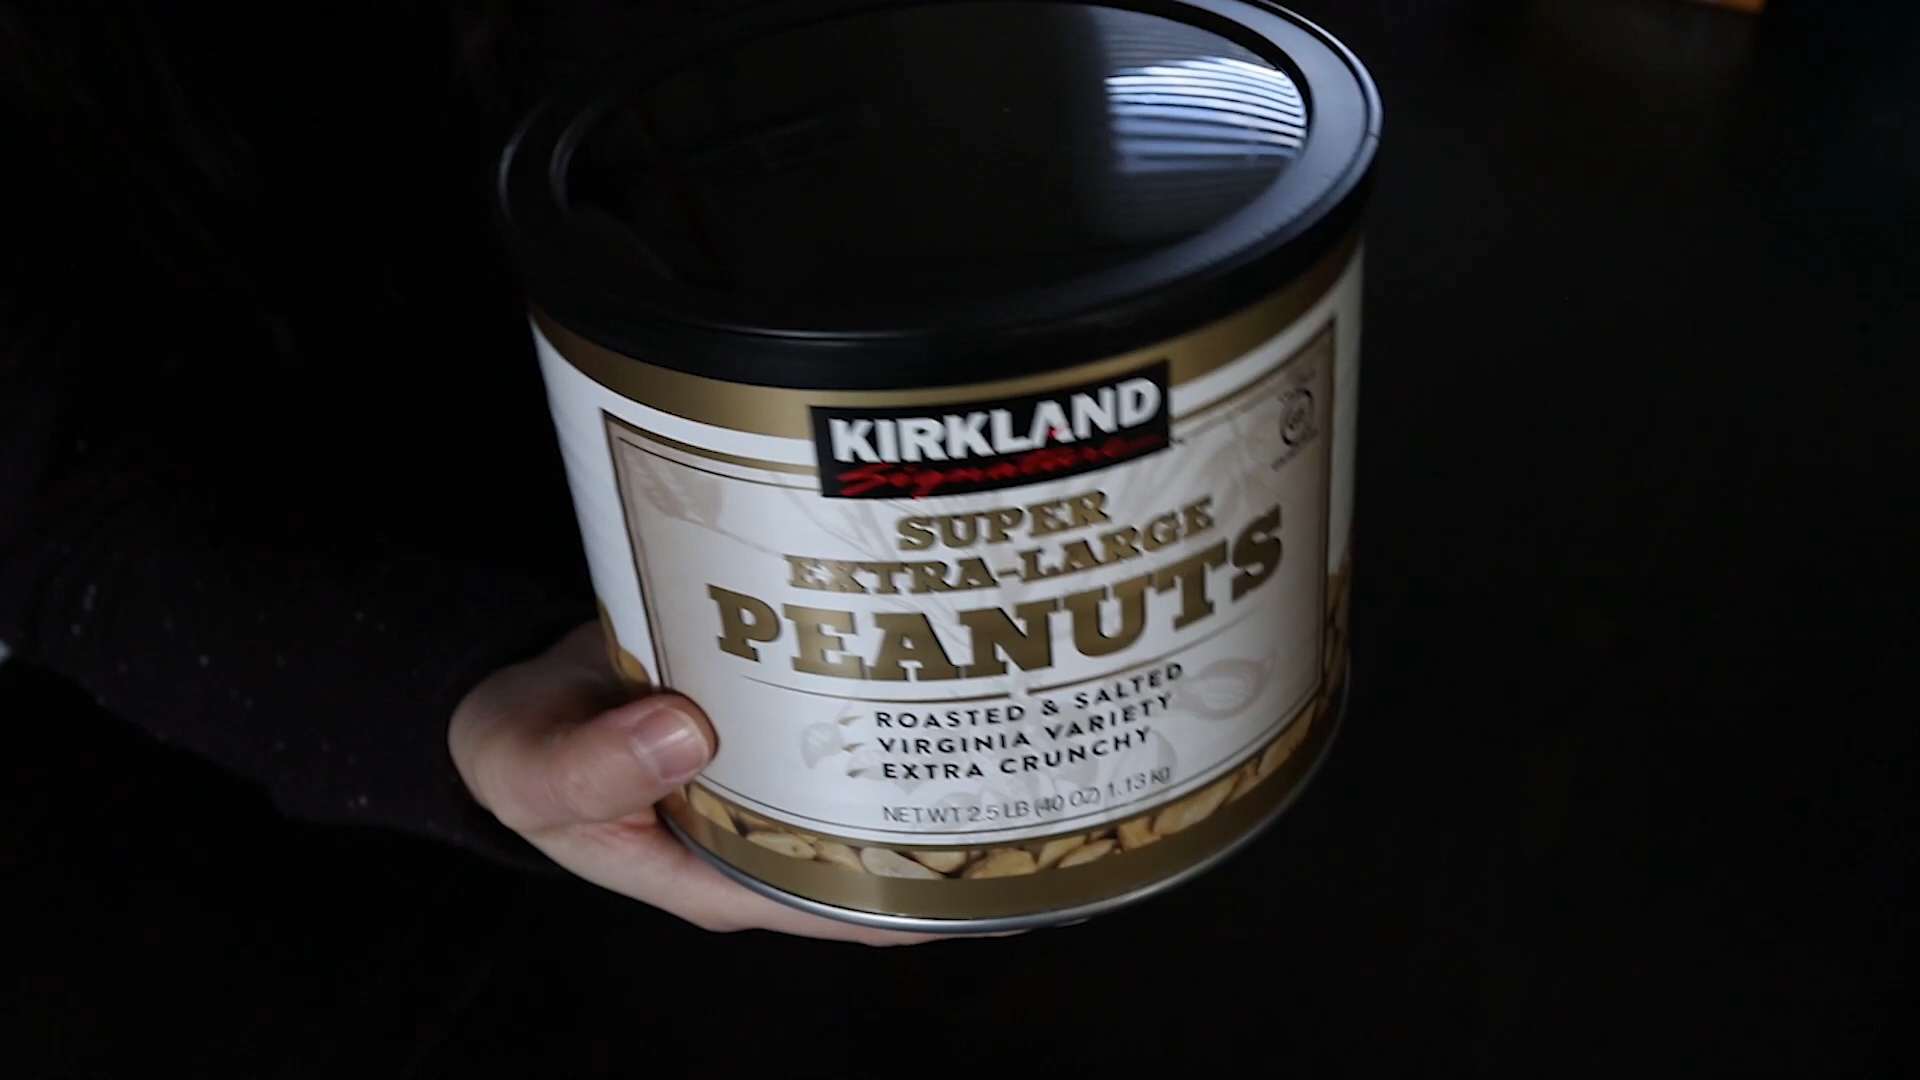 KIRKLAND
Signature
SUPER
EXTRA-LARGE
PEANUTS
ROASTED & SALTED
VIRGINIA VARIETY
EXTRA CRUNCHY
NET WT 2.5 LB (40 OZ) 1.13 kg